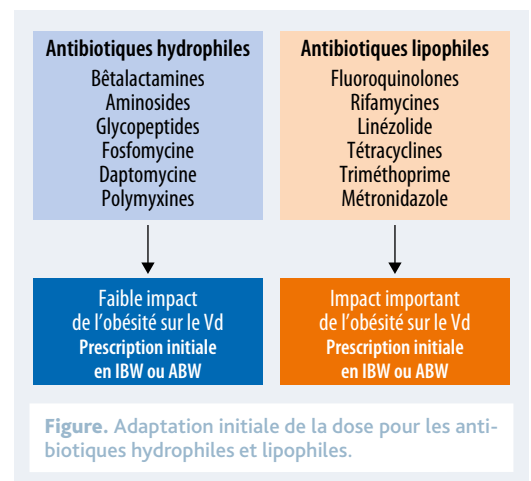 Antibiotiques hydrophiles
Bêtalactamines
Aminosides
Glycopeptides
Fosfomycine
Daptomycine
Polymyxines
Antibiotiques lipophiles
Fluoroquinolones
Rifamycines
Linézolide
Tétracyclines
Triméthoprime
Métronidazole
Faible impact
de l’obésité sur le Vd
Prescription initiale
en IBW ou ABW
Impact important
de l’obésité sur le Vd
Prescription initiale
en IBW ou ABW
Figure. Adaptation initiale de la dose pour les anti-
biotiques hydrophiles et lipophiles.